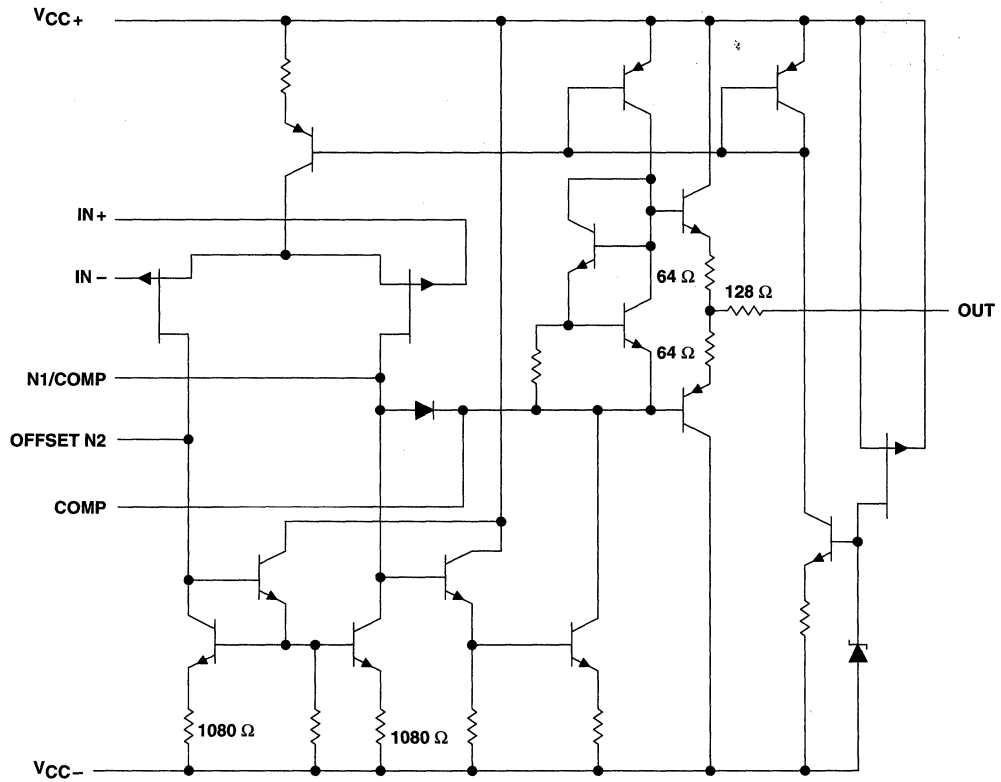 VCC+
IN+
IN−
64 Ω
128 Ω
OUT
64 Ω
N1/COMP
OFFSET N2
COMP
1080 Ω
1080 Ω
VCC−